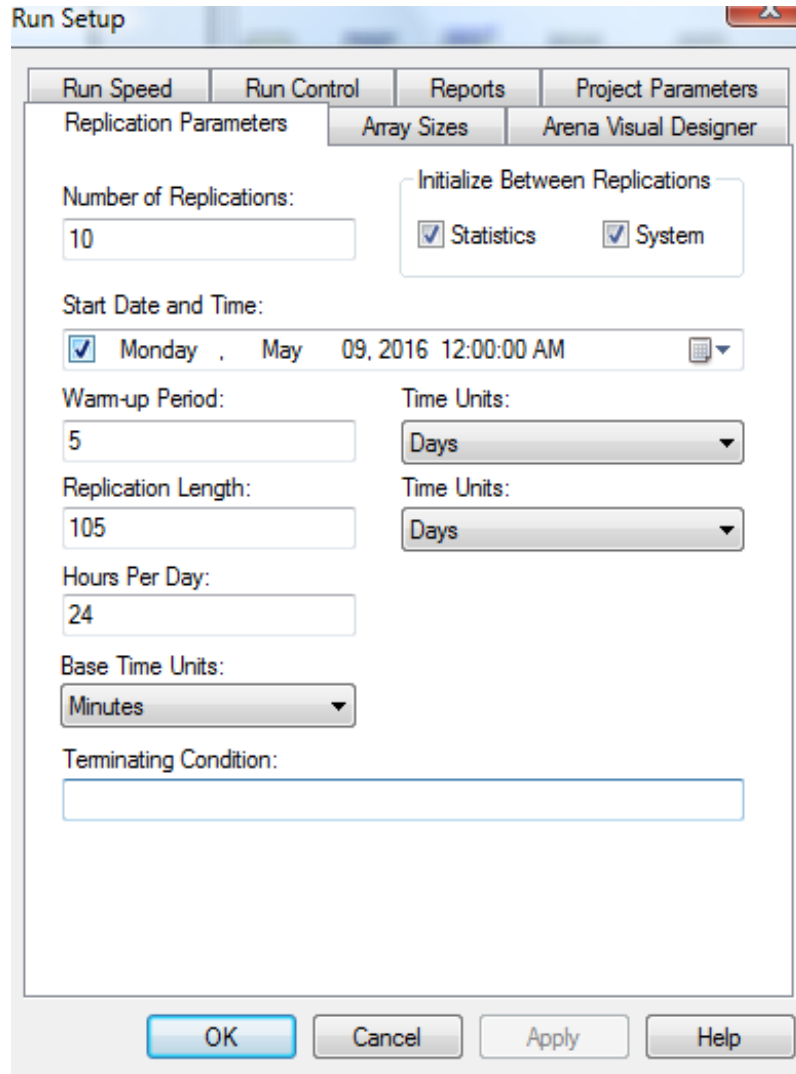 Run Setup
Run Speed
Run Control
Reports
Project Parameters
Replication Parameters
Array Sizes
Arena Visual Designer
Number of Replications:
10
Initialize Between Replications
Statistics
System
Start Date and Time:
Monday , May 09, 2016 12:00:00 AM
Warm-up Period:
Time Units:
5
Days
Replication Length:
Time Units:
105
Days
Hours Per Day:
24
Base Time Units:
Minutes
Terminating Condition:
OK
Cancel
Apply
Help